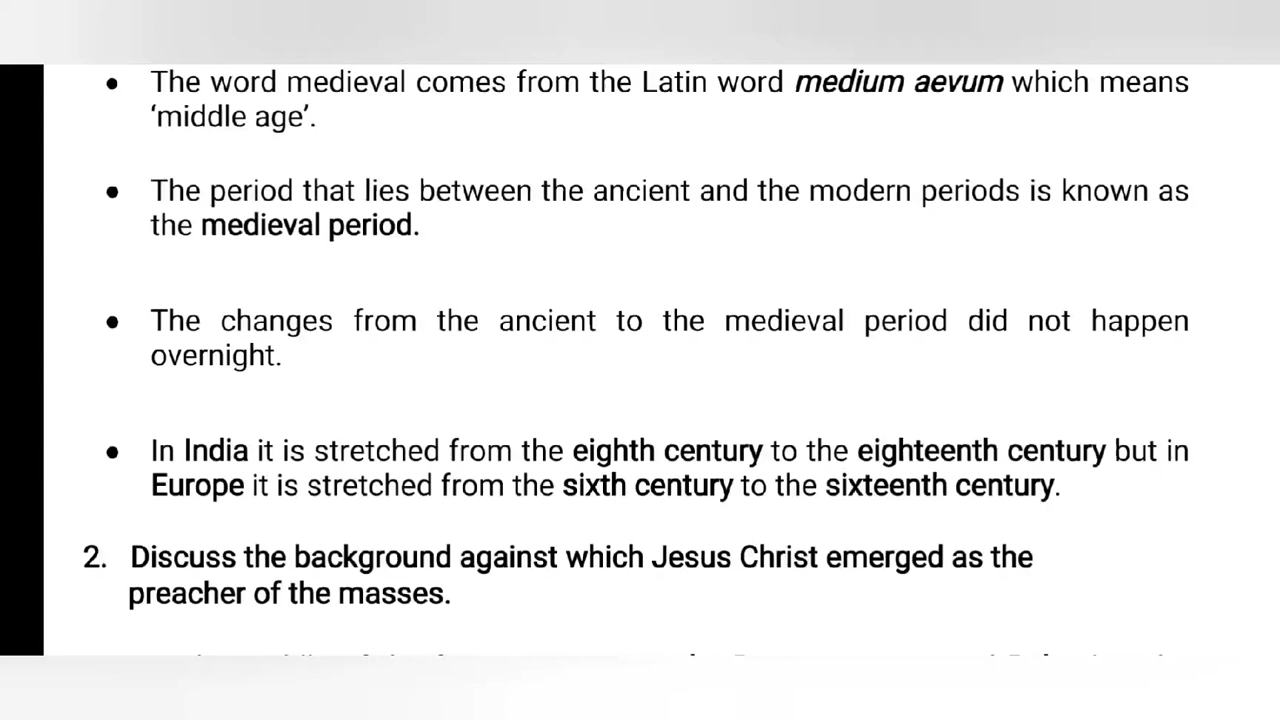 • The word medieval comes from the Latin word medium aevum which means
‘middle age’.
• The period that lies between the ancient and the modern periods is known as
the medieval period.
• The changes from the ancient to the medieval period did not happen
overnight.
• In India it is stretched from the eighth century to the eighteenth century but in
Europe it is stretched from the sixth century to the sixteenth century.
2. Discuss the background against which Jesus Christ emerged as the
preacher of the masses.